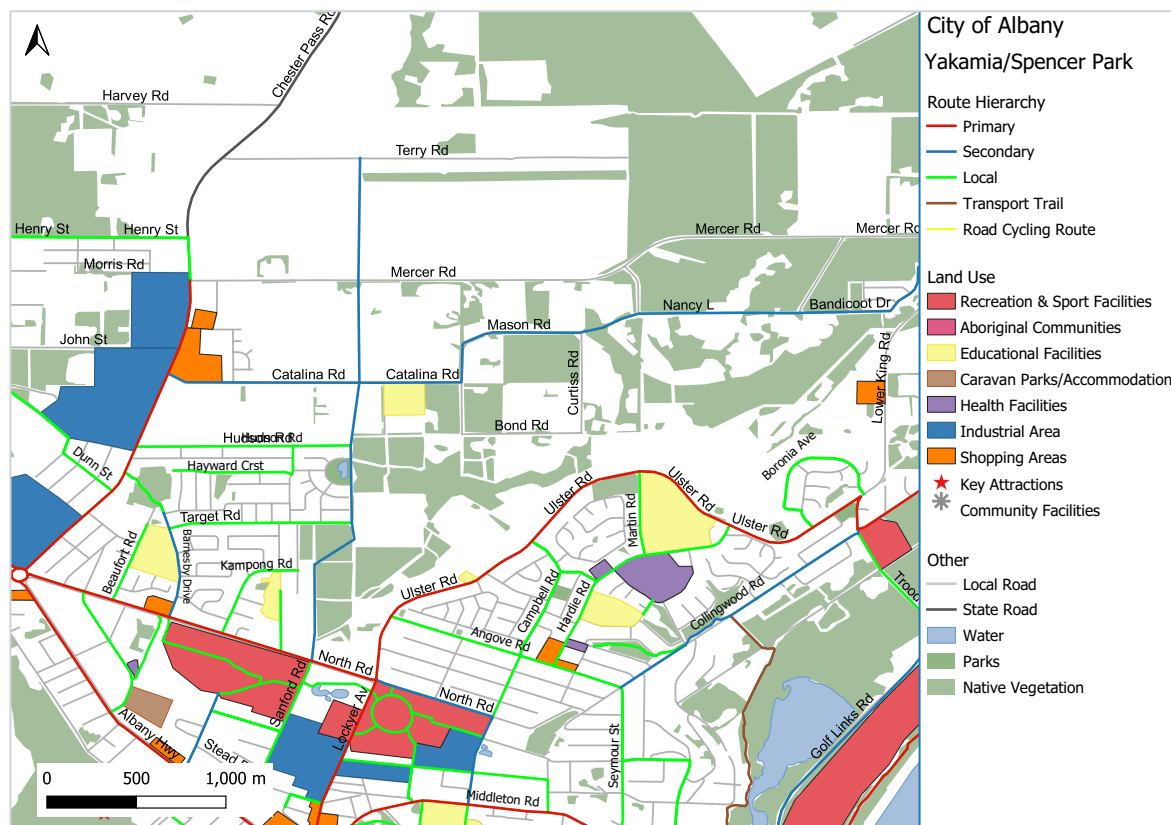 City of Albany
Yakamia/Spencer Park
Route Hierarchy
Primary
Secondary
Local
Transport Trail
Road Cycling Route
Land Use
Recreation & Sport Facilities
Aboriginal Communities
Educational Facilities
Caravan Parks/Accommodation
Health Facilities
Industrial Area
Shopping Areas
Key Attractions
Community Facilities
Other
Local Road
State Road
Water
Parks
Native Vegetation
Chester Pass Rd
Harvey Rd
Terry Rd
Henry St
Henry St
Mercer Rd
Mercer Rd
Morris Rd
Mercer Rd
Nancy L
Bandicoot Dr
Mason Rd
John St
Curtiss Rd
Lower King Rd
Catalina Rd
Catalina Rd
Bond Rd
Hudson Rd
Hudson Rd
Boronia Ave
Dunn St
Hayward Crst
Ulster Rd
Ulster Rd
Target Rd
Martin Rd
Ulster Rd
Beaufort Rd
Barnesby Drive
Kampong Rd
Ulster Rd
Campbell Rd
Hardie Rd
Collingwood Rd
Trood
Angove Rd
North Rd
Sanford Rd
Lockyer Av
North Rd
Albany Hwy
Stead
Seymour St
Golf Links Rd
Middleton Rd
0 500 1,000 m